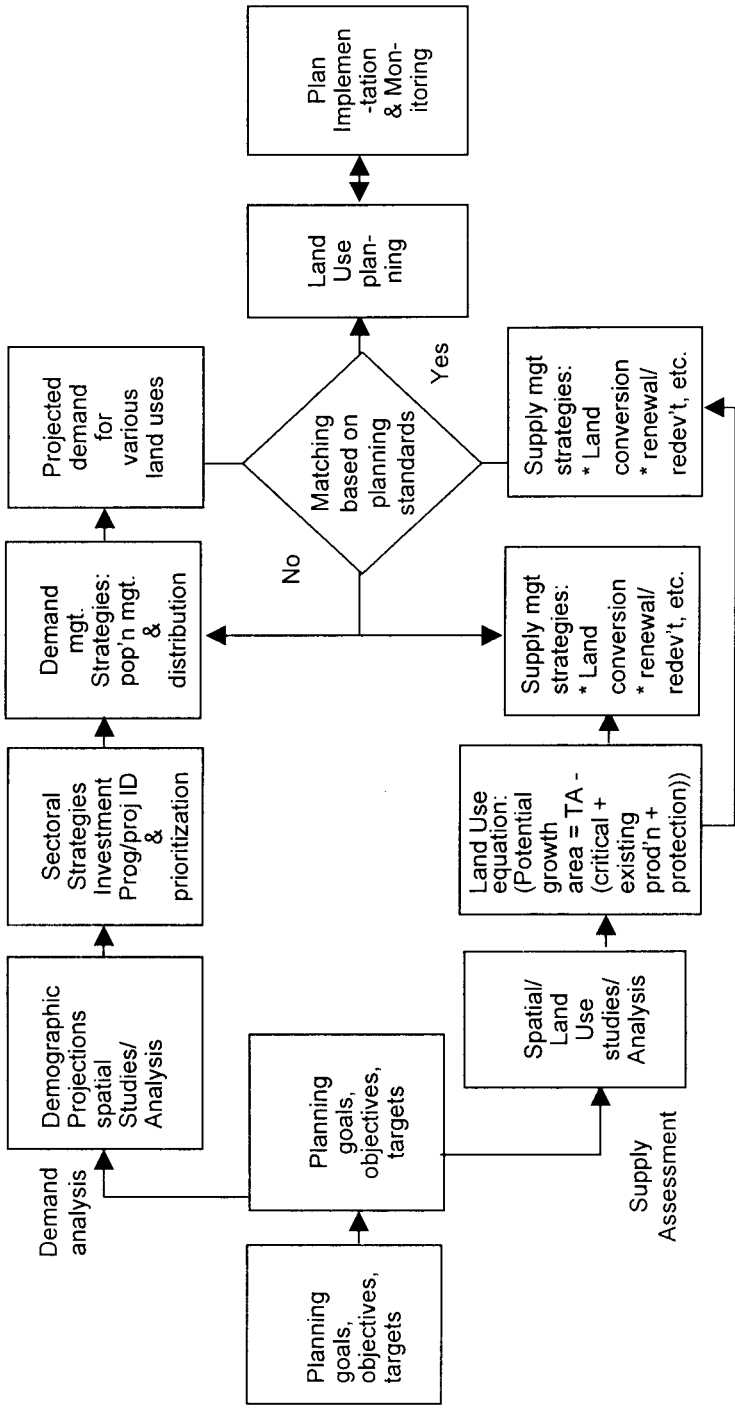 Planning
goals,
objectives,
targets
Planning
goals,
objectives,
targets
Demand
analysis
Demographic
Projections
spatial
Studies/
Analysis
Sectoral
Strategies
Investment
Prog/proj ID
&
prioritization
Demand
mgt.
Strategies:
pop'n mgt.
&
distribution
Projected
demand
for
various
land uses
Supply
Assessment
Spatial/
Land
Use
studies/
Analysis
Land Use
equation:
(Potential
growth
area = TA -
(critical +
existing
prod'n +
protection))
Supply mgt
strategies:
* Land
conversion
* renewal/
redev't, etc.
Supply mgt
strategies:
* Land
conversion
* renewal/
redev't, etc.
No
Matching
based on
planning
standards
Yes
Land
Use
plan-
ning
Plan
Implemen
-tation
& Mon-
itoring